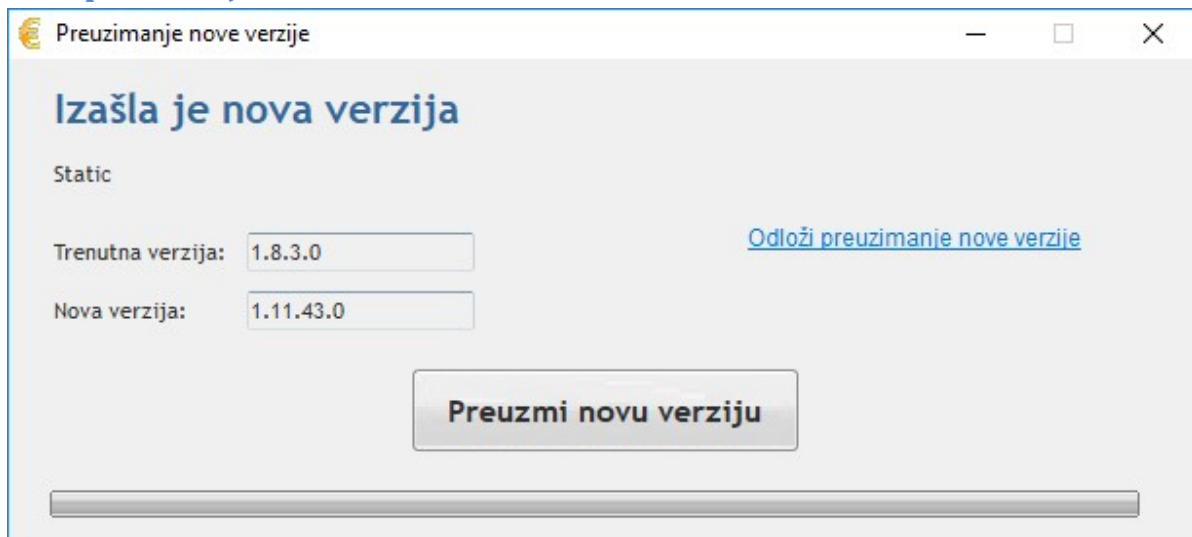 Preuzimanje nove verzije
Izašla je nova verzija
Static
Odloži preuzimanje nove verzije
Trenutna verzija: 1.8.3.0
Nova verzija: 1.11.43.0
Preuzmi novu verziju